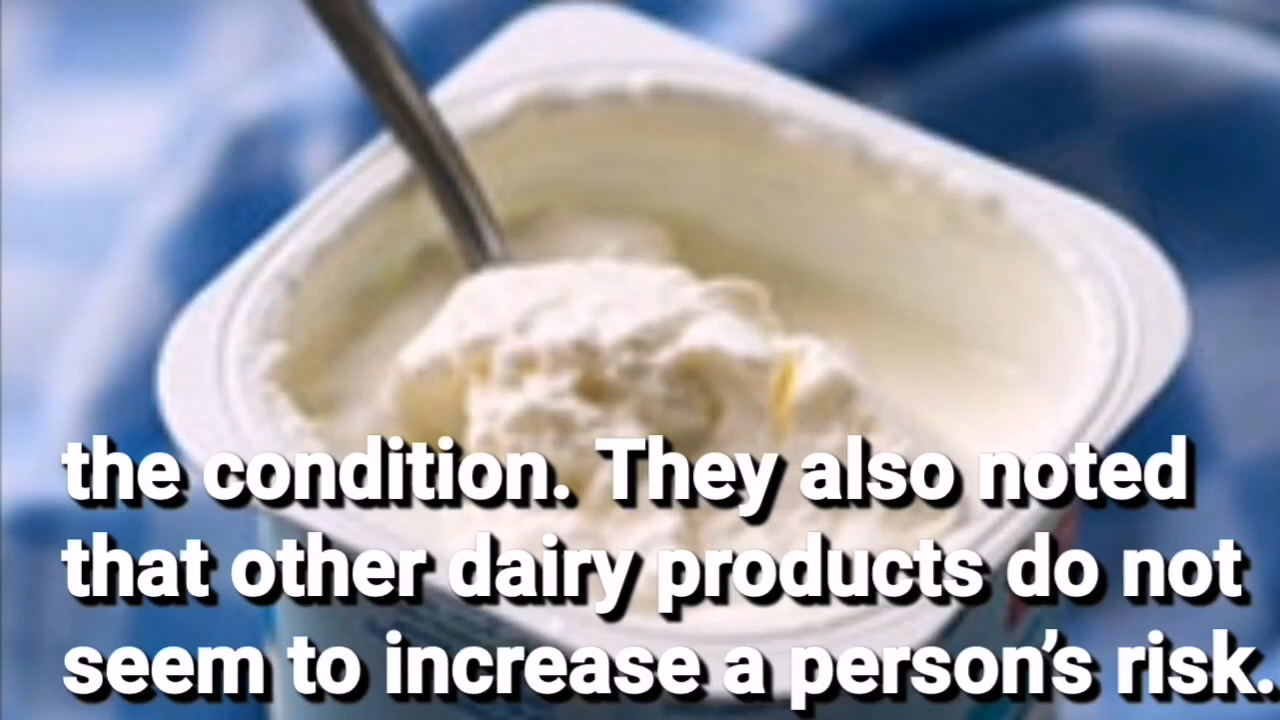 the condition. They also noted
that other dairy products do not
seem to increase a person’s risk.